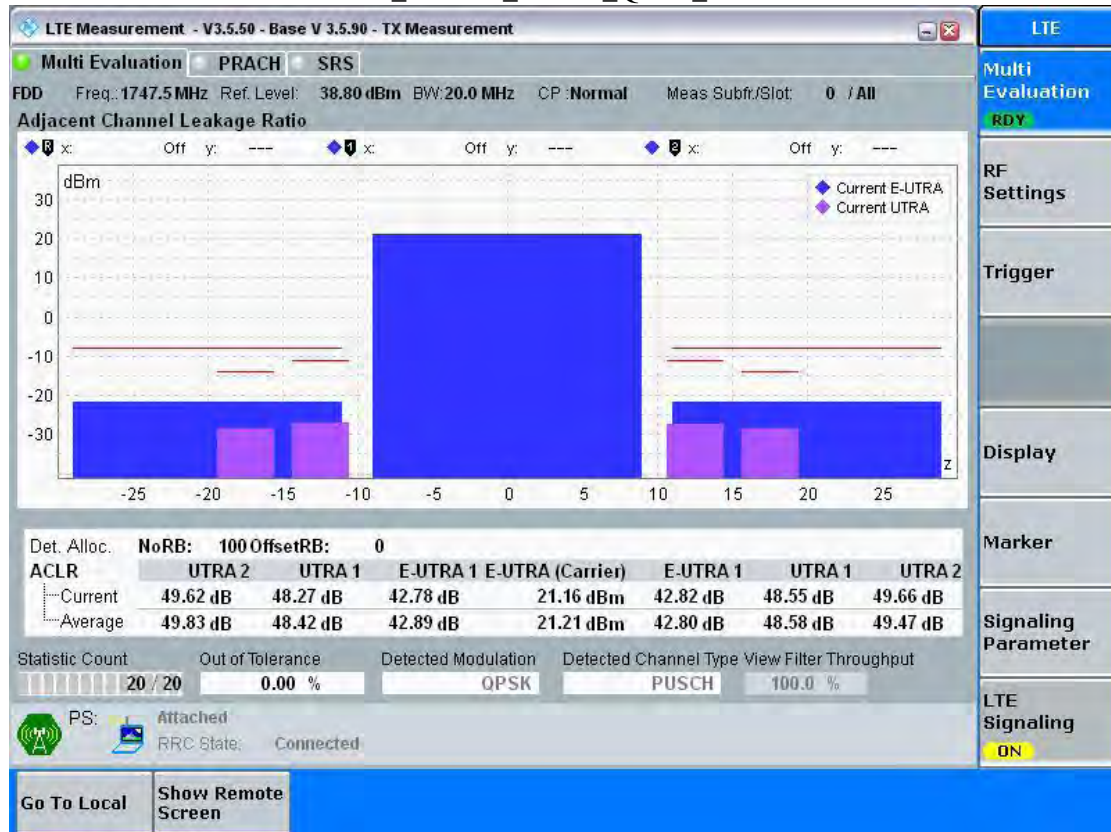 LTE Measurement - V3.5.50 - Base V 3.5.90 - TX Measurement
LTE
Multi Evaluation PRACH SRS
FDD Freq.: 1747.5 MHz Ref. Level: 38.80 dBm BW: 20.0 MHz CP :Normal Meas Subfr./Slot: 0 / All
Adjacent Channel Leakage Ratio
R x: Off y: --- 1 x: Off y: --- 2 x: Off y: ---
dBm
Current E-UTRA
Current UTRA
30
20
10
0
-10
-20
-30
z
-25 -20 -15 -10 -5 0 5 10 15 20 25
Det. Alloc. NoRB: 100 OffsetRB: 0
ACLR UTRA 2 UTRA 1 E-UTRA 1 E-UTRA (Carrier) E-UTRA 1 UTRA 1 UTRA 2
Current 49.62 dB 48.27 dB 42.78 dB 21.16 dBm 42.82 dB 48.55 dB 49.66 dB
Average 49.83 dB 48.42 dB 42.89 dB 21.21 dBm 42.80 dB 48.58 dB 49.47 dB
Statistic Count Out of Tolerance Detected Modulation Detected Channel Type View Filter Throughput
20 / 20 0.00 % QPSK PUSCH 100.0 %
PS: Attached
RRC State: Connected
Go To Local
Show Remote
Screen
Multi
Evaluation
RDY
RF
Settings
Trigger
Display
Marker
Signaling
Parameter
LTE
Signaling
ON